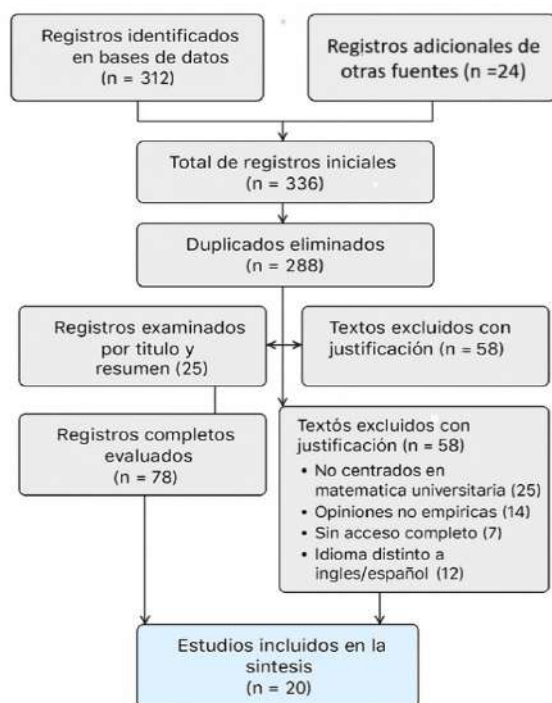 Registros identificados
en bases de datos
(n = 312)
Registros adicionales de
otras fuentes (n =24)
Total de registros iniciales
(n = 336)
Duplicados eliminados
(n = 288)
Registros examinados
por titulo y
resumen (25)
Textos excluidos con
justificación (n = 58)
Registros completos
evaluados
(n = 78)
Textós excluidos con
justificación (n = 58)
• No centrados en
matematica universitaria (25)
• Opiniones no empiricas (14)
• Sin acceso completo (7)
• Idioma distinto a
ingles/español (12)
Estudios incluidos en la
sintesis
(n = 20)